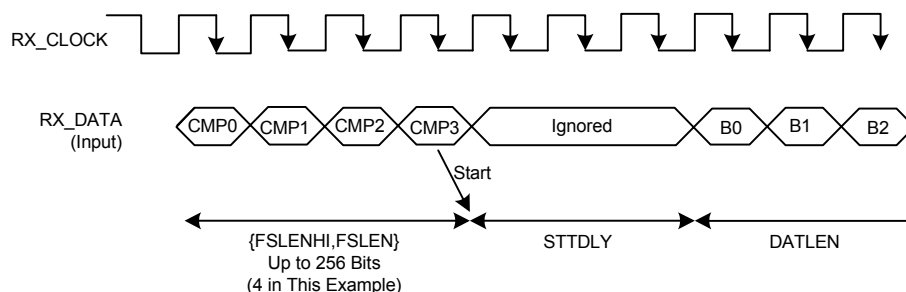 RX_CLOCK
RX_DATA
(Input)
CMP0 CMP1 CMP2 CMP3 Ignored B0 B1 B2
Start
{FSLENHI,FSLEN} STTDLY DATLEN
Up to 256 Bits
(4 in This Example)